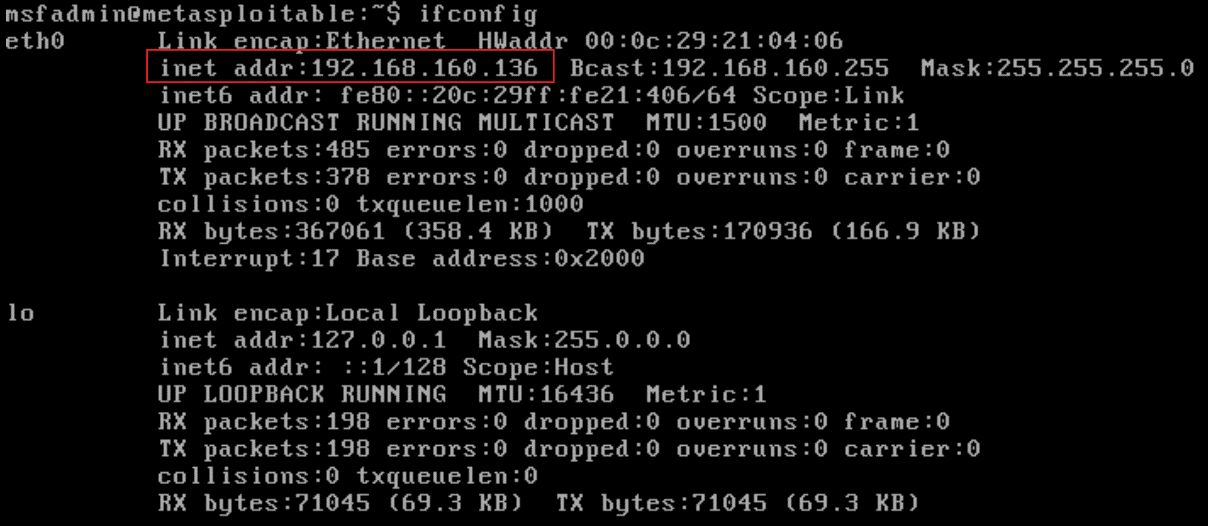 msfadmin@metasploitable:~$ ifconfig
eth0      Link encap:Ethernet  HWaddr 00:0c:29:21:04:06
          inet addr:192.168.160.136  Bcast:192.168.160.255  Mask:255.255.255.0
          inet6 addr: fe80::20c:29ff:fe21:406/64 Scope:Link
          UP BROADCAST RUNNING MULTICAST  MTU:1500  Metric:1
          RX packets:485 errors:0 dropped:0 overruns:0 frame:0
          TX packets:378 errors:0 dropped:0 overruns:0 carrier:0
          collisions:0 txqueuelen:1000
          RX bytes:367061 (358.4 KB)  TX bytes:170936 (166.9 KB)
          Interrupt:17 Base address:0x2000
lo        Link encap:Local Loopback
          inet addr:127.0.0.1  Mask:255.0.0.0
          inet6 addr: ::1/128 Scope:Host
          UP LOOPBACK RUNNING  MTU:16436  Metric:1
          RX packets:198 errors:0 dropped:0 overruns:0 frame:0
          TX packets:198 errors:0 dropped:0 overruns:0 carrier:0
          collisions:0 txqueuelen:0
          RX bytes:71045 (69.3 KB)  TX bytes:71045 (69.3 KB)